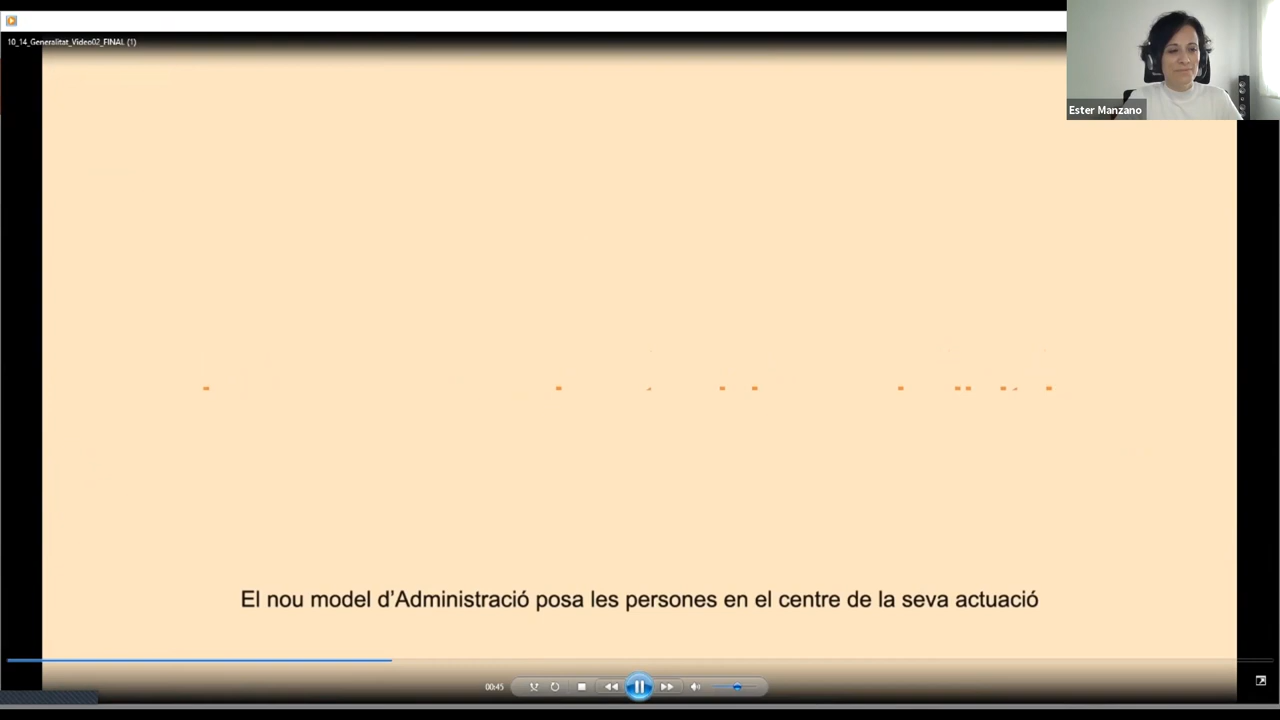 10_14_Generalitat_Video02_FINAL (1)
Ester Manzano
El nou model d’Administració posa les persones en el centre de la seva actuació
00:45